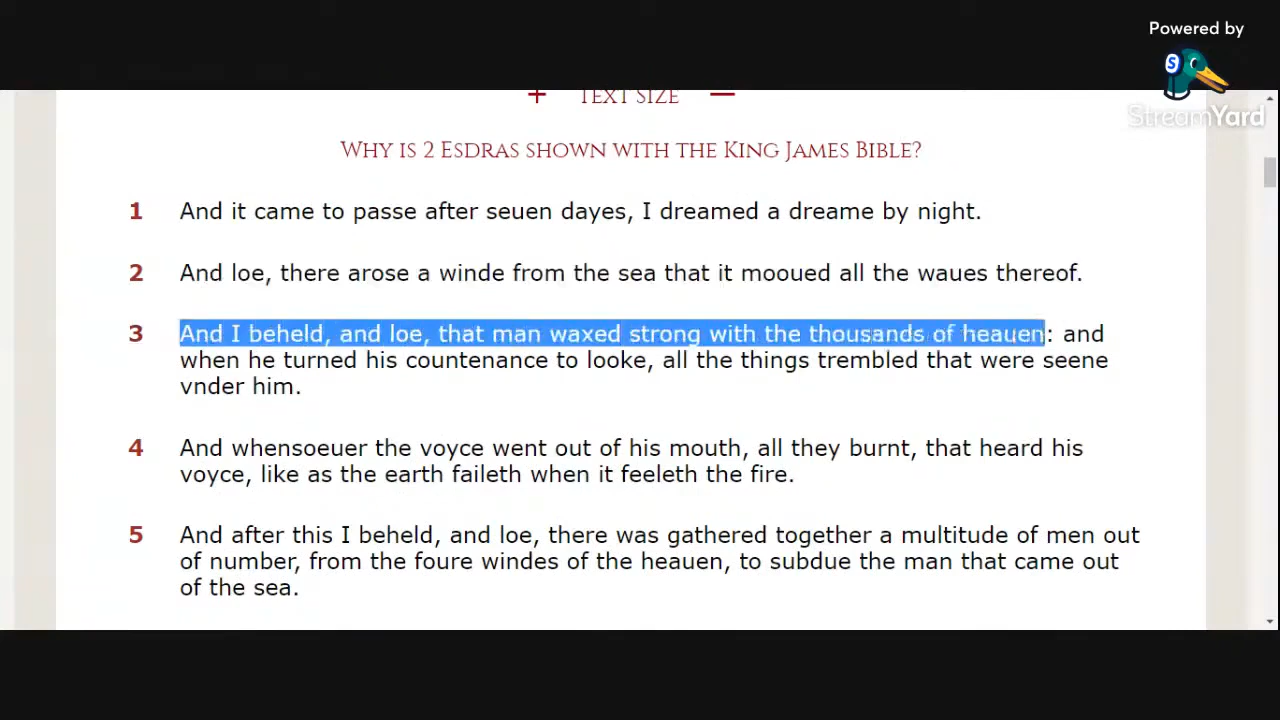 Powered by
StreamYard
+ TEXT SIZE —
Why is 2 Esdras shown with the King James Bible?
1 And it came to passe after seuen dayes, I dreamed a dreame by night.
2 And loe, there arose a winde from the sea that it mooued all the waues thereof.
3 And I beheld, and loe, that man waxed strong with the thousands of heauen: and
when he turned his countenance to looke, all the things trembled that were seene
vnder him.
4 And whensoeuer the voyce went out of his mouth, all they burnt, that heard his
voyce, like as the earth faileth when it feeleth the fire.
5 And after this I beheld, and loe, there was gathered together a multitude of men out
of number, from the foure windes of the heauen, to subdue the man that came out
of the sea.